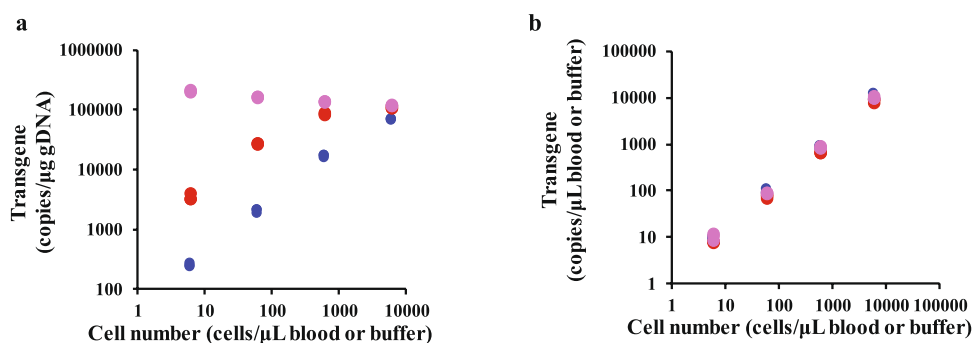 a
Transgene
(copies/μg gDNA)
1000000
100000
10000
1000
100
1 10 100 1000 10000
Cell number (cells/μL blood or buffer)
b
Transgene
(copies/μL blood or buffer)
100000
10000
1000
100
10
1
1 10 100 1000 10000 100000
Cell number (cells/μL blood or buffer)